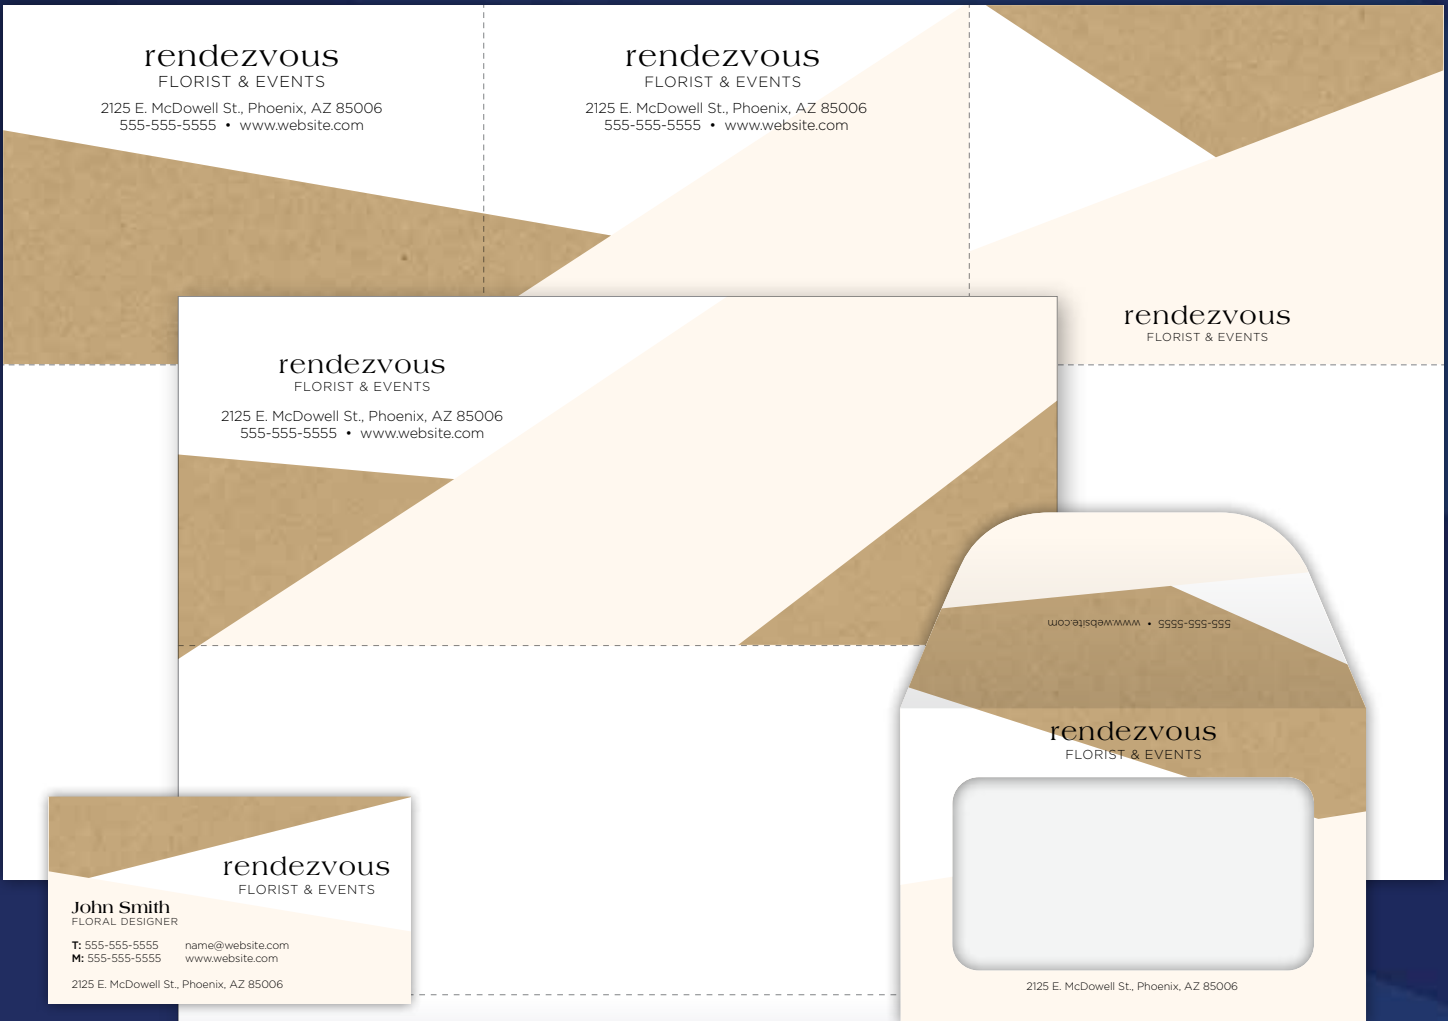 rendezvous
FLORIST & EVENTS
2125 E. McDowell St., Phoenix, AZ 85006
555-555-5555 • www.website.com
rendezvous
FLORIST & EVENTS
2125 E. McDowell St., Phoenix, AZ 85006
555-555-5555 • www.website.com
rendezvous
FLORIST & EVENTS
rendezvous
FLORIST & EVENTS
2125 E. McDowell St., Phoenix, AZ 85006
555-555-5555 • www.website.com
555-555-5555 • www.website.com
rendezvous
FLORIST & EVENTS
2125 E. McDowell St., Phoenix, AZ 85006
rendezvous
FLORIST & EVENTS
John Smith
FLORAL DESIGNER
T: 555-555-5555 name@website.com
M: 555-555-5555 www.website.com
2125 E. McDowell St., Phoenix, AZ 85006